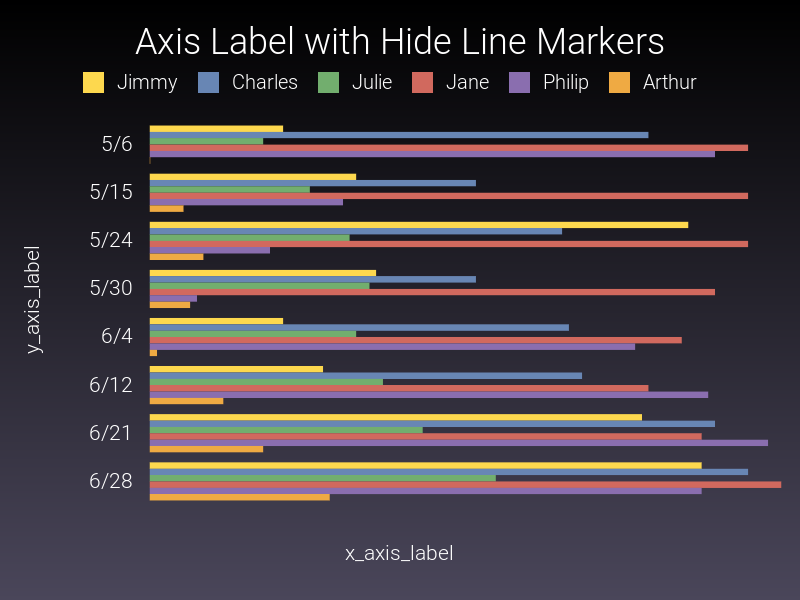 Axis Label with Hide Line Markers
Jimmy Charles Julie Jane Philip Arthur
5/6
5/15
5/24
5/30
6/4
6/12
6/21
6/28
y_axis_label
x_axis_label